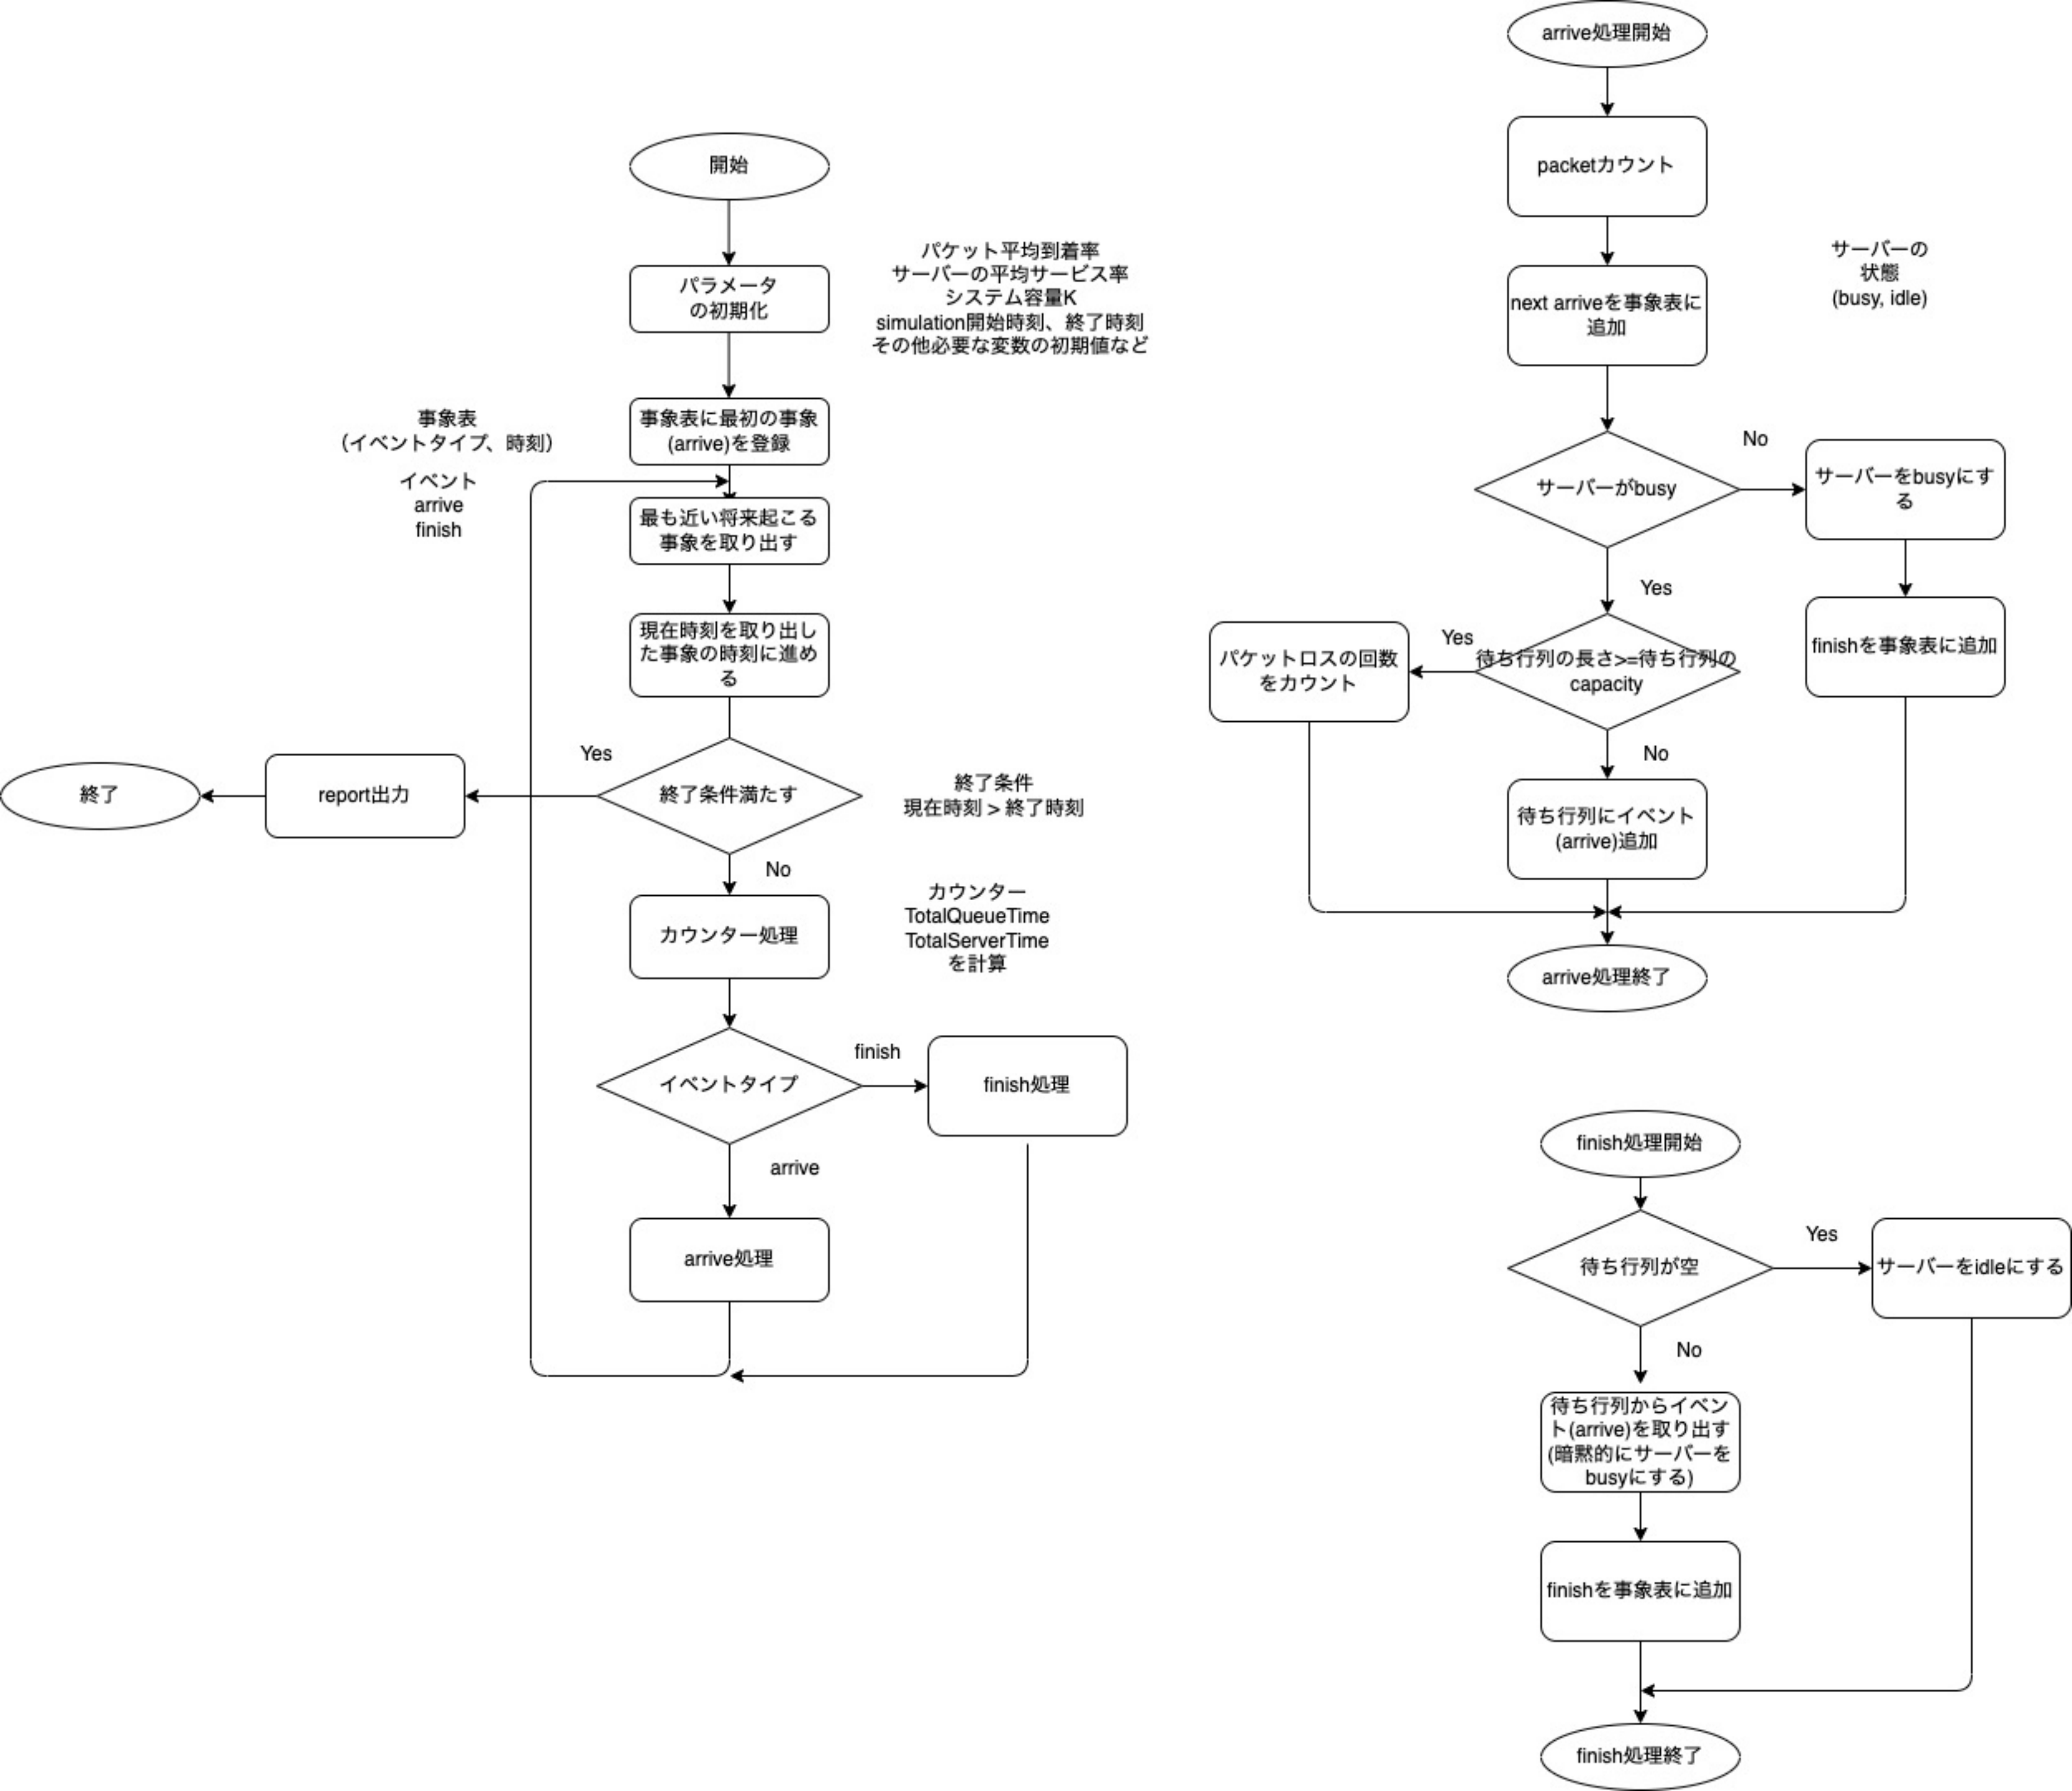 開始
パラメータ
の初期化
パケット平均到着率
サーバーの平均サービス率
システム容量K
simulation開始時刻、終了時刻
その他必要な変数の初期値など
事象表
（イベントタイプ、時刻）
イベント
arrive
finish
事象表に最初の事象
(arrive)を登録
最も近い将来起こる
事象を取り出す
現在時刻を取り出し
た事象の時刻に進め
る
終了条件満たす
Yes
report出力
終了
終了条件
現在時刻 > 終了時刻
No
カウンター処理
カウンター
TotalQueueTime
TotalServerTime
を計算
イベントタイプ
finish
finish処理
arrive
arrive処理
arrive処理開始
packetカウント
next arriveを事象表に
追加
サーバーの
状態
(busy, idle)
サーバーがbusy
No
サーバーをbusyにす
る
finishを事象表に追加
Yes
待ち行列の長さ>=待ち行列の
capacity
Yes
パケットロスの回数
をカウント
No
待ち行列にイベント
(arrive)追加
arrive処理終了
finish処理開始
待ち行列が空
Yes
サーバーをidleにする
No
待ち行列からイベン
ト(arrive)を取り出す
(暗黙的にサーバーを
busyにする)
finishを事象表に追加
finish処理終了